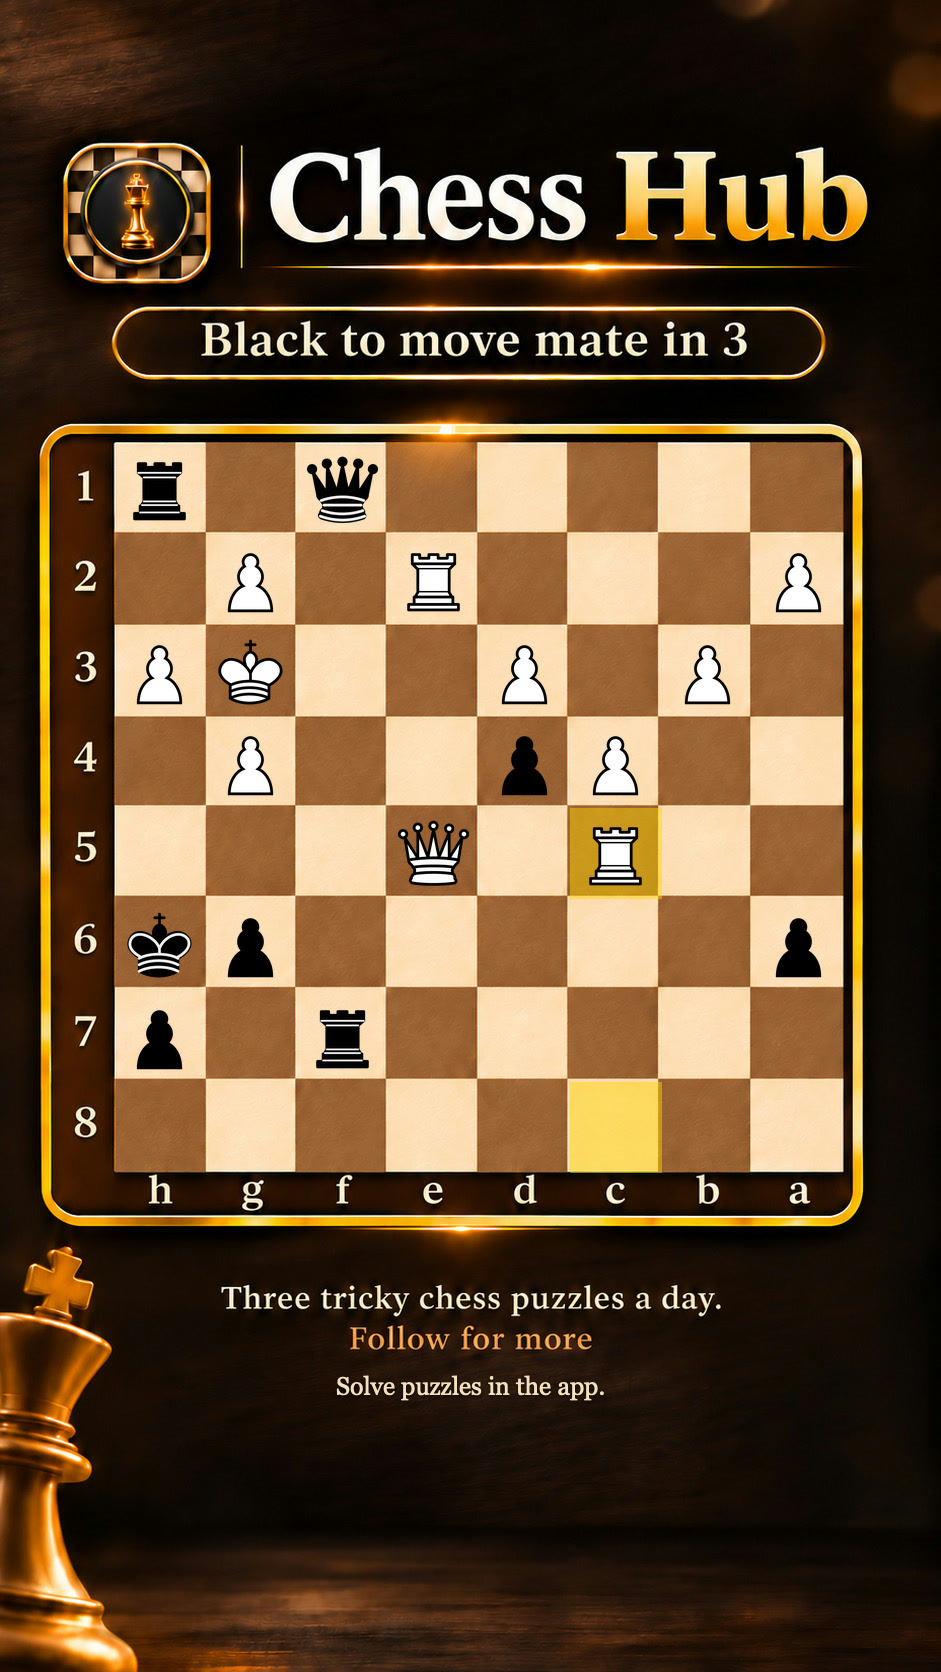 Chess Hub
Black to move mate in 3
1
2
3
4
5
6
7
8
h g f e d c b a
Three tricky chess puzzles a day.
Follow for more
Solve puzzles in the app.